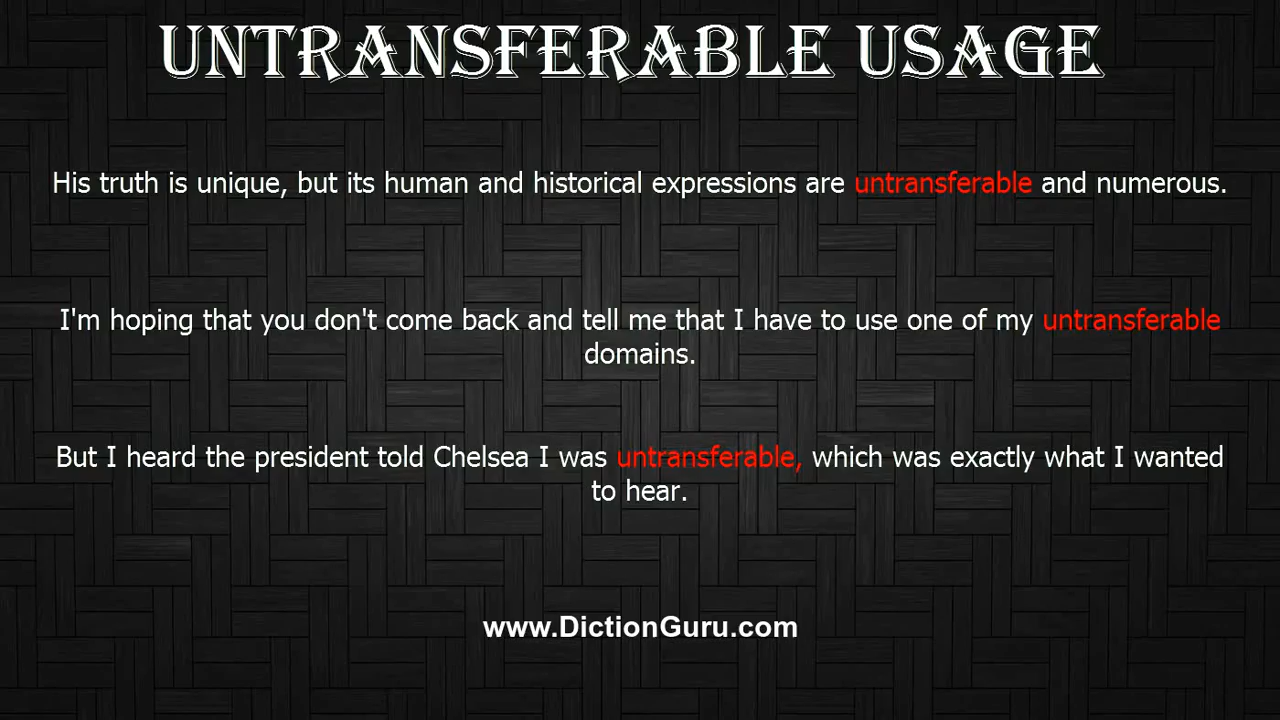 UNTRANSFERABLE USAGE
His truth is unique, but its human and historical expressions are untransferable and numerous.
I'm hoping that you don't come back and tell me that I have to use one of my untransferable
domains.
But I heard the president told Chelsea I was untransferable, which was exactly what I wanted
to hear.
www.DictionGuru.com